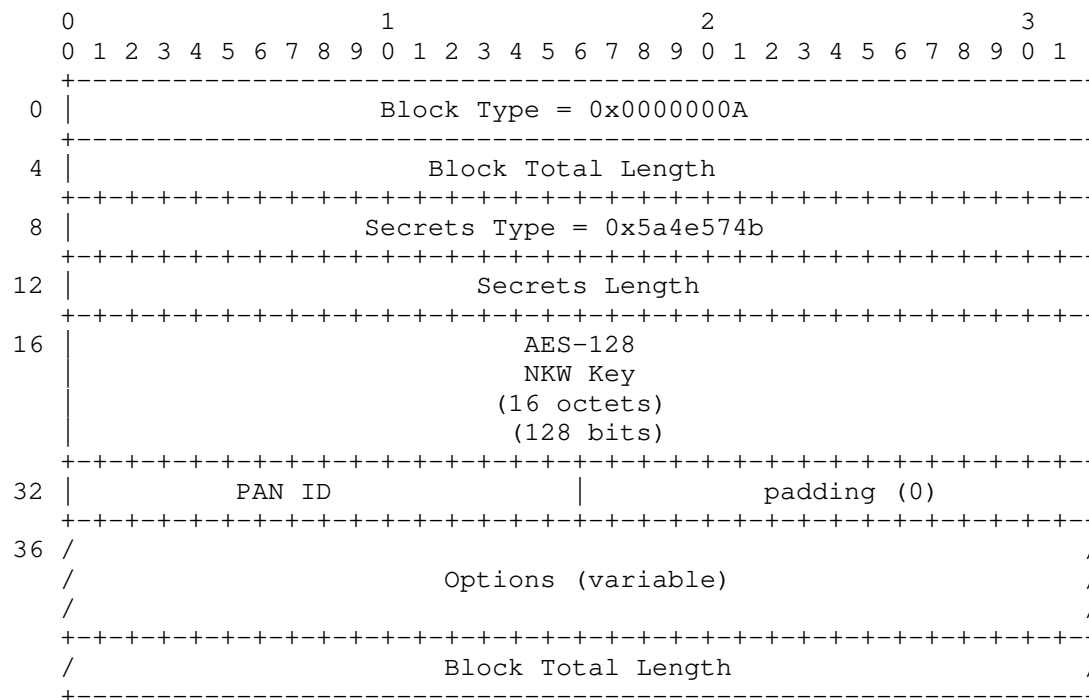 0                   1                   2                   3
0 1 2 3 4 5 6 7 8 9 0 1 2 3 4 5 6 7 8 9 0 1 2 3 4 5 6 7 8 9 0 1
+---------------------------------------------------------------
0 |                   Block Type = 0x0000000A
+---------------------------------------------------------------
4 |                      Block Total Length
+-+-+-+-+-+-+-+-+-+-+-+-+-+-+-+-+-+-+-+-+-+-+-+-+-+-+-+-+-+-+-+-
8 |                  Secrets Type = 0x5a4e574b
+-+-+-+-+-+-+-+-+-+-+-+-+-+-+-+-+-+-+-+-+-+-+-+-+-+-+-+-+-+-+-+-
12 |                         Secrets Length
+-+-+-+-+-+-+-+-+-+-+-+-+-+-+-+-+-+-+-+-+-+-+-+-+-+-+-+-+-+-+-+-
16 |                            AES-128
|                            NKW Key
|                          (16 octets)
|                           (128 bits)
+-+-+-+-+-+-+-+-+-+-+-+-+-+-+-+-+-+-+-+-+-+-+-+-+-+-+-+-+-+-+-+-
32 |          PAN ID               |           padding (0)
+-+-+-+-+-+-+-+-+-+-+-+-+-+-+-+-+-+-+-+-+-+-+-+-+-+-+-+-+-+-+-+-
36 /                                                               /
/                       Options (variable)                      /
/                                                               /
+-+-+-+-+-+-+-+-+-+-+-+-+-+-+-+-+-+-+-+-+-+-+-+-+-+-+-+-+-+-+-+-
/                       Block Total Length                      /
+---------------------------------------------------------------